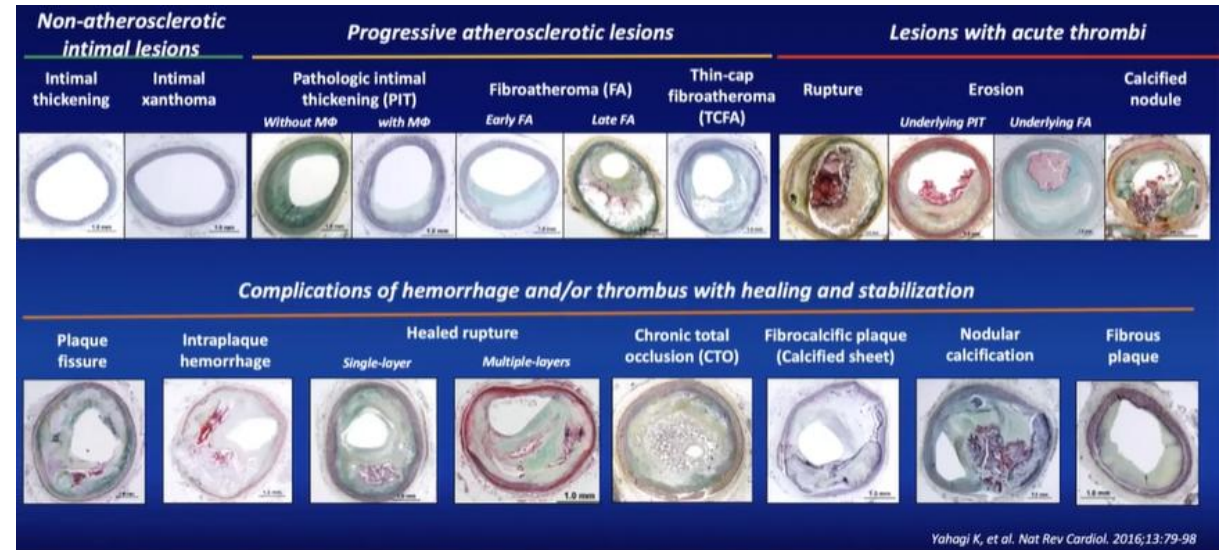 Non-atherosclerotic
intimal lesions
Progressive atherosclerotic lesions
Lesions with acute thrombi
Intimal
thickening
Intimal
xanthoma
Pathologic intimal
thickening (PIT)
Without MΦ
with MΦ
Fibroatheroma (FA)
Early FA
Late FA
Thin-cap
fibroatheroma
(TCFA)
Rupture
Erosion
Underlying PIT
Underlying FA
Calcified
nodule
Complications of hemorrhage and/or thrombus with healing and stabilization
Plaque
fissure
Intraplaque
hemorrhage
Healed rupture
Single-layer
Multiple-layers
Chronic total
occlusion (CTO)
Fibrocalcific plaque
(Calcified sheet)
Nodular
calcification
Fibrous
plaque
1.0 mm
1.0 mm
Yahagi K, et al. Nat Rev Cardiol. 2016;13:79-98